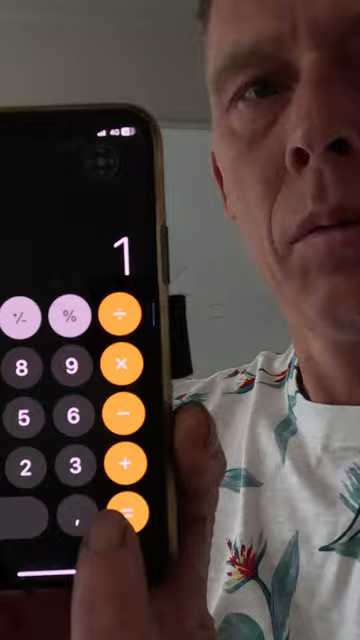 4G
1
+/- % ÷
8 9 ×
5 6 −
2 3 +
, =